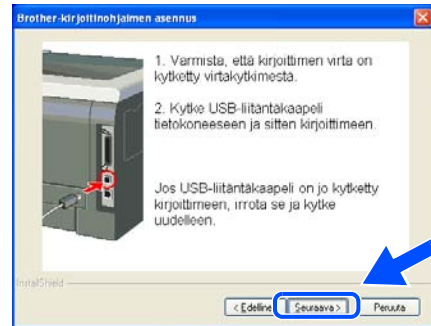 Brother-kirjoitinohjaimen asennus
1. Varmista, että kirjoittimen virta on
kytketty virtakytkimestä.
2. Kytke USB-liitäntäkaapeli
tietokoneeseen ja sitten kirjoittimeen.
Jos USB-liitäntäkaapeli on jo kytketty
kirjoittimeen, irrota se ja kytke
uudelleen.
InstallShield
< Edelline Seuraava > Peruuta